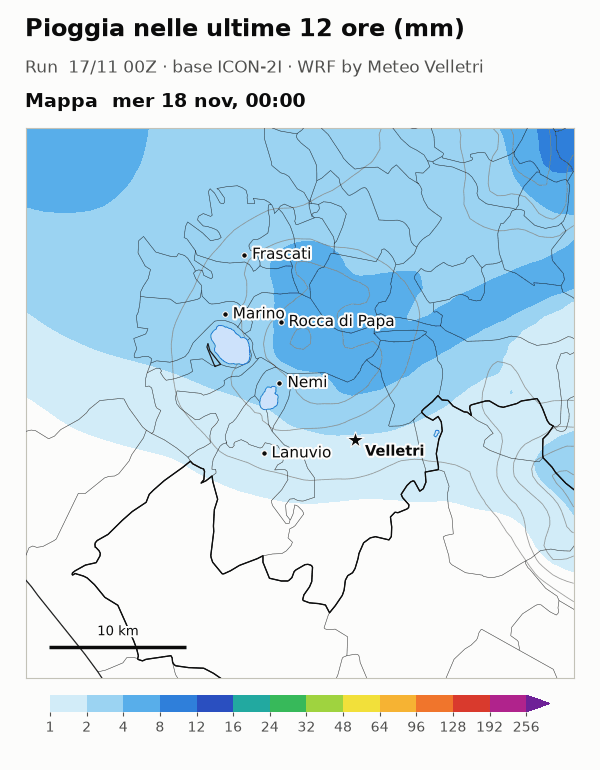 Pioggia nelle ultime 12 ore (mm)
Run  17/11 00Z · base ICON-2I · WRF by Meteo Velletri
Mappa  mer 18 nov, 00:00
Frascati
Marino
Rocca di Papa
Nemi
Velletri
Lanuvio
10 km
1 2 4 8 12 16 24 32 42 48 64 96 128 192 256